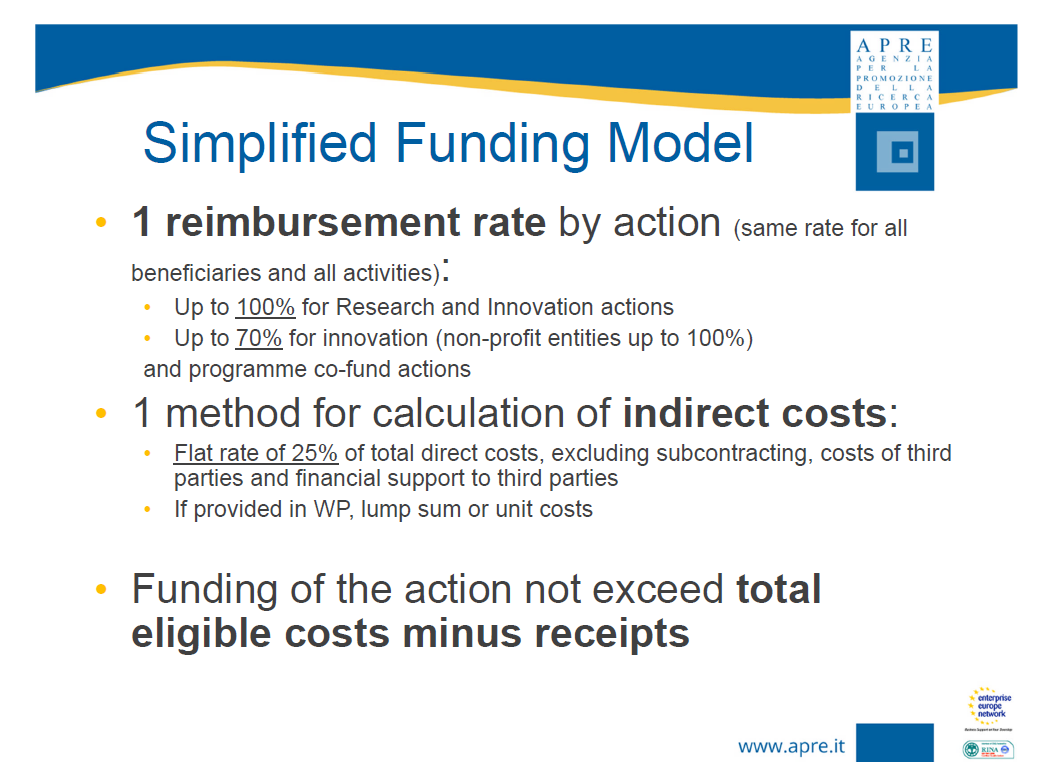 APRE
AGENZIA
PER LA
PROMOZIONE
DELLA
RICERCA
EUROPEA
Simplified Funding Model
• 1 reimbursement rate by action (same rate for all
beneficiaries and all activities):
• Up to 100% for Research and Innovation actions
• Up to 70% for innovation (non-profit entities up to 100%)
and programme co-fund actions
• 1 method for calculation of indirect costs:
• Flat rate of 25% of total direct costs, excluding subcontracting, costs of third
parties and financial support to third parties
• If provided in WP, lump sum or unit costs
• Funding of the action not exceed total
eligible costs minus receipts
enterprise
europe
network
www.apre.it
RINA